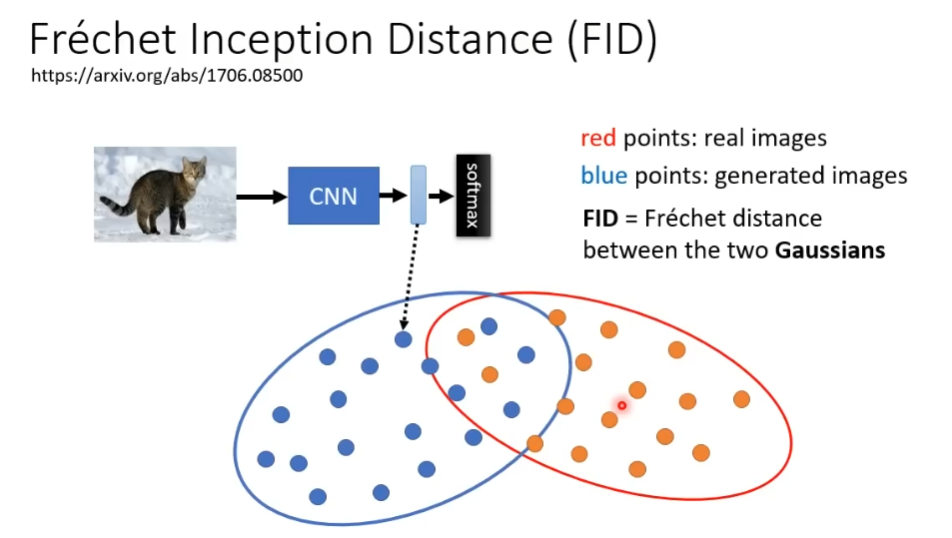 Fréchet Inception Distance (FID)
https://arxiv.org/abs/1706.08500
CNN
softmax
red points: real images
blue points: generated images
FID = Fréchet distance
between the two Gaussians